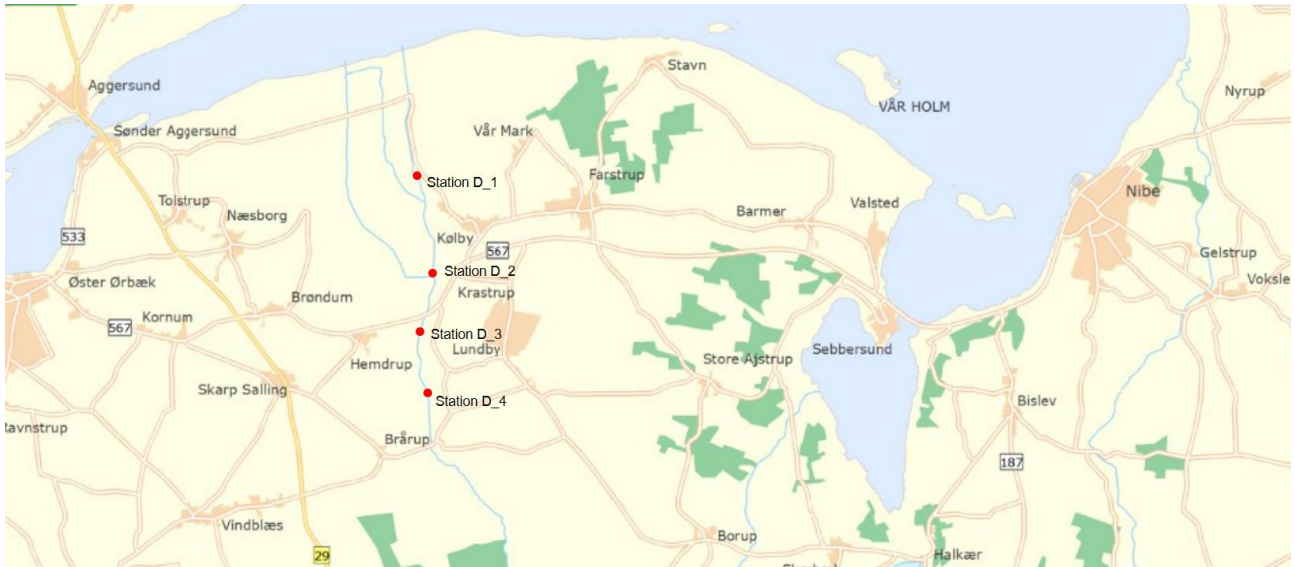 Stavn
Aggersund
Nyrup
VÅR HOLM
Sønder Aggersund
Vår Mark
Farstrup
Station D_1
Nibe
Tolstrup
Næsborg
Barmer
Valsted
Kølby
533
567
Gelstrup
Station D_2
Øster Ørbæk
Brøndum
Krastrup
Kornum
567
Station D_3
Lundby
Sebbersund
Hemdrup
Store Ajstrup
Skarp Salling
Station D_4
Bislev
Ravnstrup
Brårup
187
Vindblæs
Borup
29
Halkær